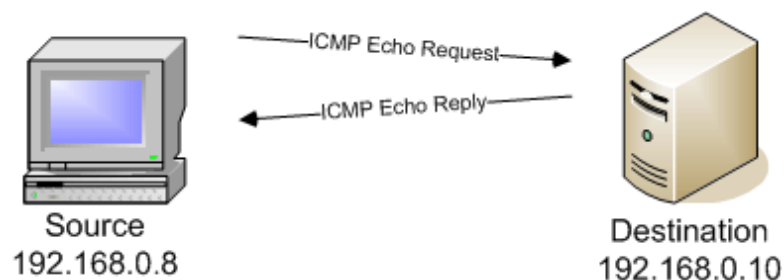 ICMP Echo Request
ICMP Echo Reply
Source
192.168.0.8
Destination
192.168.0.10